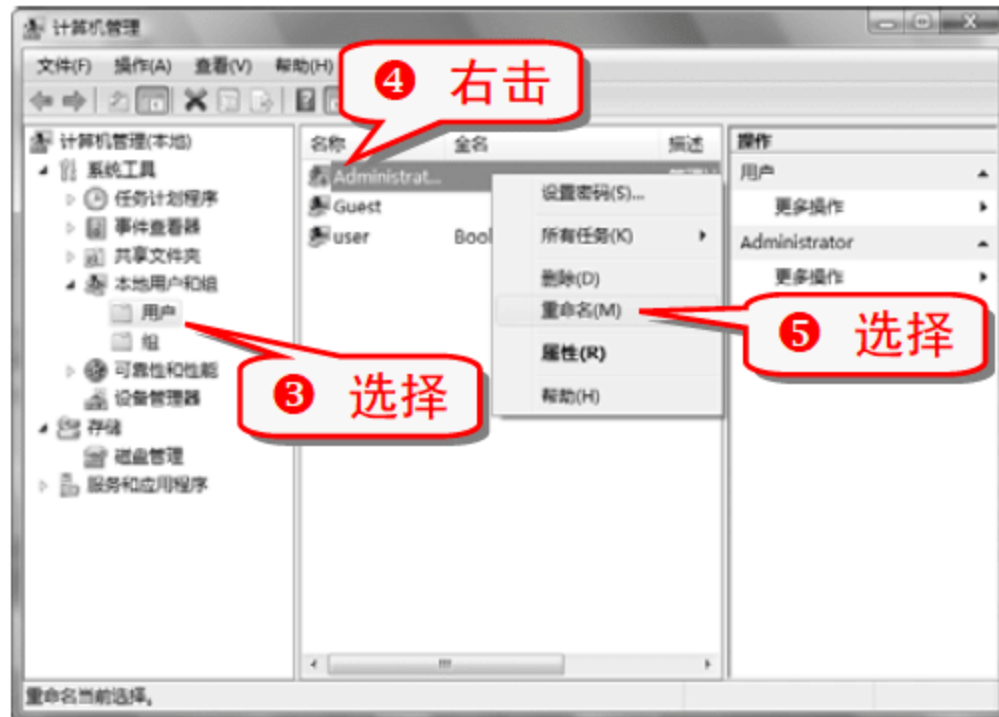 计算机管理
文件(F) 操作(A) 查看(V) 帮助(H)
❹ 右击
计算机管理(本地)
系统工具
任务计划程序
事件查看器
共享文件夹
本地用户和组
用户
组
可靠性和性能
设备管理器
存储
磁盘管理
服务和应用程序
❸ 选择
名称 全名 描述
Administrat...
Guest
user Bool
设置密码(S)...
所有任务(K)
删除(D)
重命名(M)
属性(R)
帮助(H)
❺ 选择
操作
用户
更多操作
Administrator
更多操作
重命名当前选择。